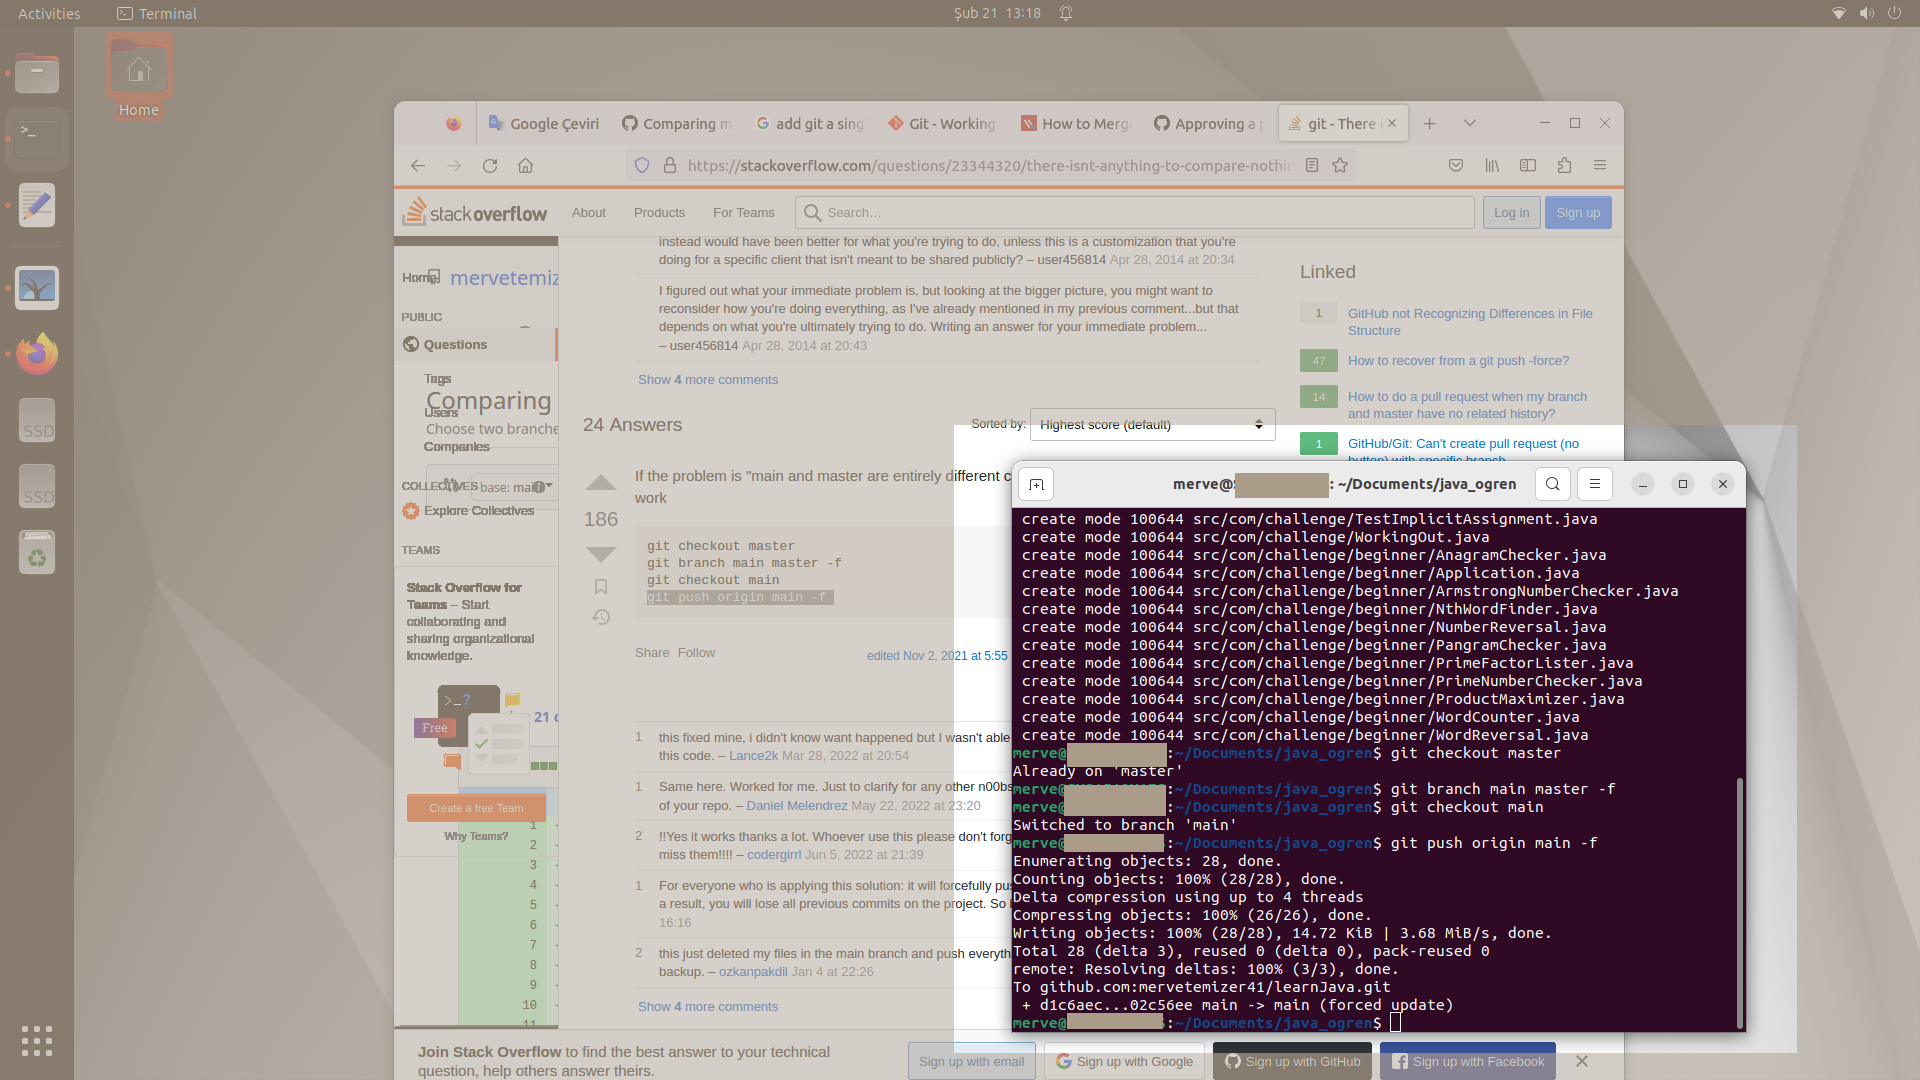 Activities
Terminal
Şub 21 13:18
Home
Google Çeviri
Comparing m
add git a sing
Git - Working
How to Merge
Approving a p
git - There i
https://stackoverflow.com/questions/23344320/there-isnt-anything-to-compare-nothin
stackoverflow
About
Products
For Teams
Search…
Log in
Sign up
Home
mervetemiz
PUBLIC
Questions
Tags
Comparing
Users
Choose two branche
Companies
COLLECTIVES
base: main
Explore Collectives
TEAMS
Stack Overflow for
Teams – Start
collaborating and
sharing organizational
knowledge.
>_?
Free
21 c
Create a free Team
Why Teams?
1
2
3
4
5
6
7
8
9
10
11
SSD
SSD
instead would have been better for what you're trying to do, unless this is a customization that you're
doing for a specific client that isn't meant to be shared publicly? – user456814 Apr 28, 2014 at 20:34
I figured out what your immediate problem is, but looking at the bigger picture, you might want to
reconsider how you're doing everything, as I've already mentioned in my previous comment...but that
depends on what you're ultimately trying to do. Writing an answer for your immediate problem...
– user456814 Apr 28, 2014 at 20:43
Show 4 more comments
24 Answers
Sorted by:
Highest score (default)
186
If the problem is "main and master are entirely different c
work
git checkout master
git branch main master -f
git checkout main
git push origin main -f
Share Follow
edited Nov 2, 2021 at 5:55
1 this fixed mine, i didn't know want happened but I wasn't able
this code. – Lance2k Mar 28, 2022 at 20:54
1 Same here. Worked for me. Just to clarify for any other n00bs
of your repo. – Daniel Melendrez May 22, 2022 at 23:20
2 !!Yes it works thanks a lot. Whoever use this please don't forg
miss them!!!! – codergirrl Jun 5, 2022 at 21:39
1 For everyone who is applying this solution: it will forcefully pus
a result, you will lose all previous commits on the project. So b
16:16
2 this just deleted my files in the main branch and push everyth
backup. – ozkanpakdil Jan 4 at 22:26
Show 4 more comments
Linked
1 GitHub not Recognizing Differences in File
Structure
47 How to recover from a git push -force?
14 How to do a pull request when my branch
and master have no related history?
1 GitHub/Git: Can't create pull request (no
button) with specific branch
merve@ : ~/Documents/java_ogren
create mode 100644 src/com/challenge/TestImplicitAssignment.java
create mode 100644 src/com/challenge/WorkingOut.java
create mode 100644 src/com/challenge/beginner/AnagramChecker.java
create mode 100644 src/com/challenge/beginner/Application.java
create mode 100644 src/com/challenge/beginner/ArmstrongNumberChecker.java
create mode 100644 src/com/challenge/beginner/NthWordFinder.java
create mode 100644 src/com/challenge/beginner/NumberReversal.java
create mode 100644 src/com/challenge/beginner/PangramChecker.java
create mode 100644 src/com/challenge/beginner/PrimeFactorLister.java
create mode 100644 src/com/challenge/beginner/PrimeNumberChecker.java
create mode 100644 src/com/challenge/beginner/ProductMaximizer.java
create mode 100644 src/com/challenge/beginner/WordCounter.java
create mode 100644 src/com/challenge/beginner/WordReversal.java
merve@ :~/Documents/java_ogren$ git checkout master
Already on 'master'
merve@ :~/Documents/java_ogren$ git branch main master -f
merve@ :~/Documents/java_ogren$ git checkout main
Switched to branch 'main'
merve@ :~/Documents/java_ogren$ git push origin main -f
Enumerating objects: 28, done.
Counting objects: 100% (28/28), done.
Delta compression using up to 4 threads
Compressing objects: 100% (26/26), done.
Writing objects: 100% (28/28), 14.72 KiB | 3.68 MiB/s, done.
Total 28 (delta 3), reused 0 (delta 0), pack-reused 0
remote: Resolving deltas: 100% (3/3), done.
To github.com:mervetemizer41/learnJava.git
+ d1c6aec...02c56ee main -> main (forced update)
merve@ :~/Documents/java_ogren$
Join Stack Overflow to find the best answer to your technical
question, help others answer theirs.
Sign up with email
Sign up with Google
Sign up with GitHub
Sign up with Facebook